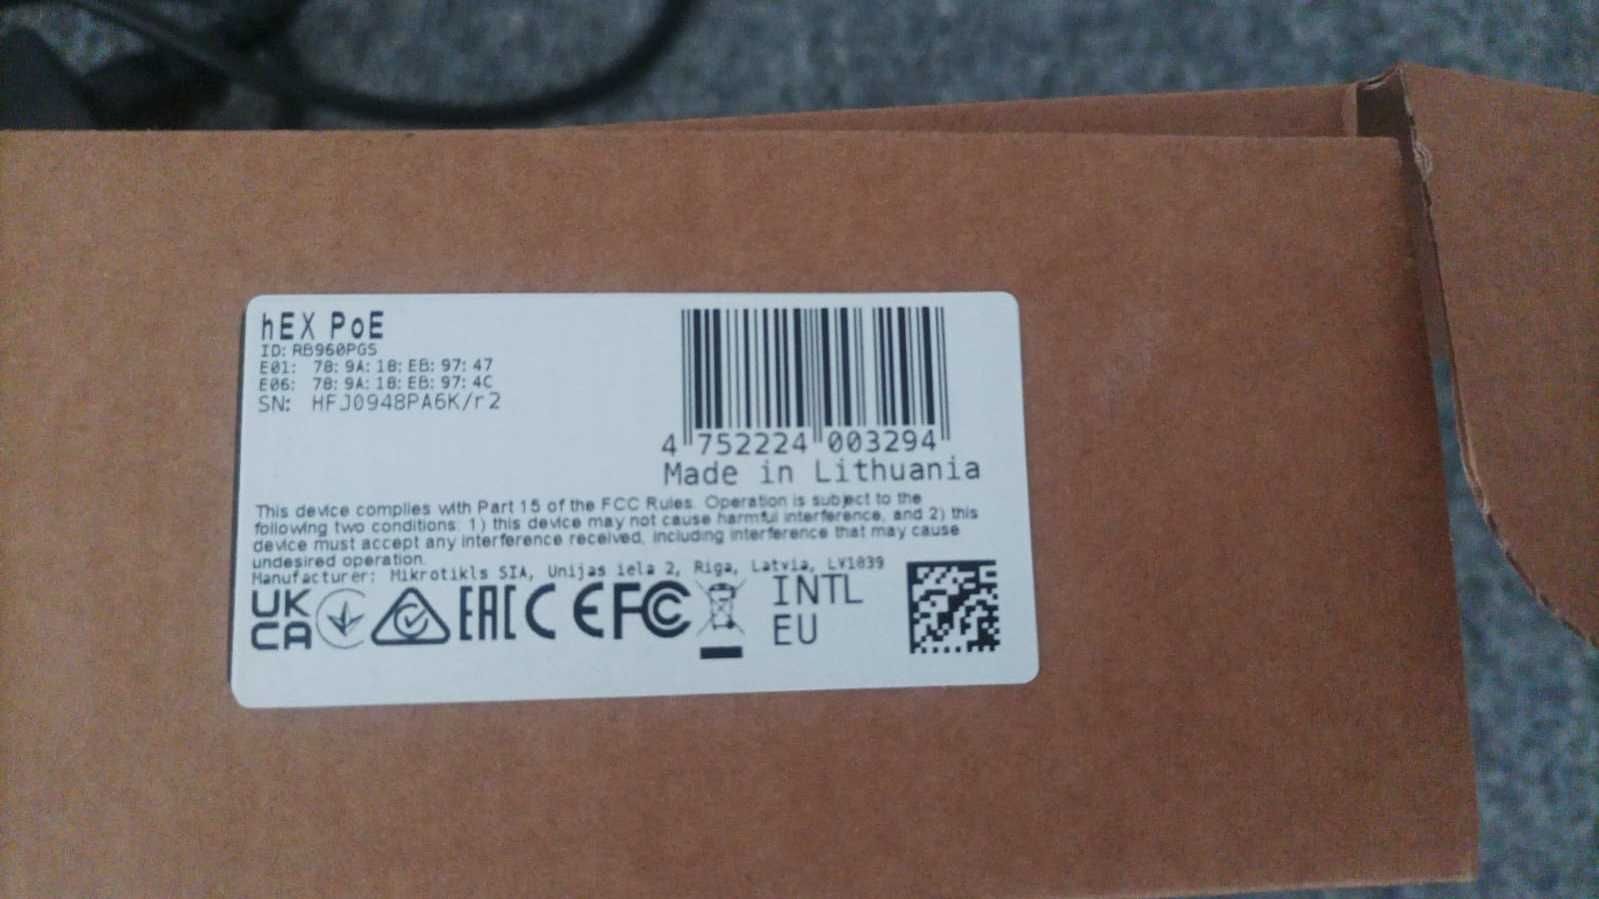 hEX PoE
ID: RB960PGS
E01: 78:9A:18:EB:97:47
E06: 78:9A:18:EB:97:4C
SN: HFJ0948PA6K/r2
4 752224 003294
Made in Lithuania
This device complies with Part 15 of the FCC Rules. Operation is subject to the
following two conditions: 1) this device may not cause harmful interference, and 2) this
device must accept any interference received, including interference that may cause
undesired operation.
Manufacturer: Mikrotikls SIA, Unijas iela 2, Riga, Latvia, LV1039
UK
CA
EAC CE FC
INTL
EU